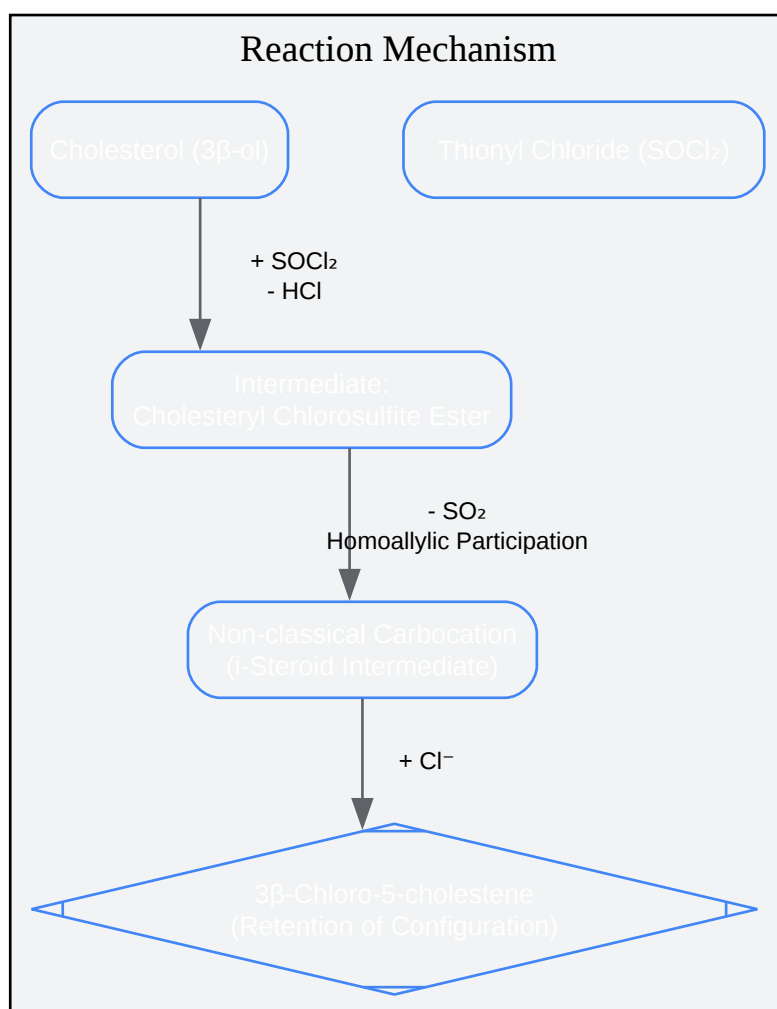 Reaction Mechanism
Cholesterol (3β-ol)
Thionyl Chloride (SOCl₂)
+ SOCl₂
- HCl
Intermediate:
Cholesteryl Chlorosulfite Ester
- SO₂
Homoallylic Participation
Non-classical Carbocation
(i-Steroid Intermediate)
+ Cl⁻
3β-Chloro-5-cholestene
(Retention of Configuration)